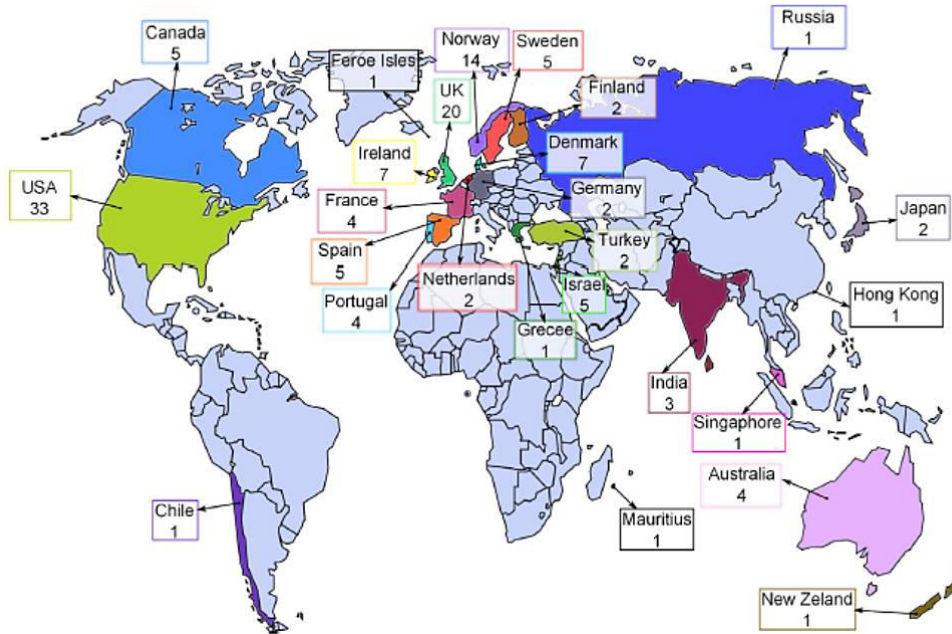 Russia
1
Canada
5
Norway
14
Sweden
5
Feroe Isles
1
UK
20
Finland
2
Ireland
7
Denmark
7
USA
33
France
4
Germany
2
Japan
2
Spain
5
Turkey
2
Portugal
4
Netherlands
2
Israel
5
Hong Kong
1
Grecee
1
India
3
Singaphore
1
Australia
4
Chile
1
Mauritius
1
New Zeland
1